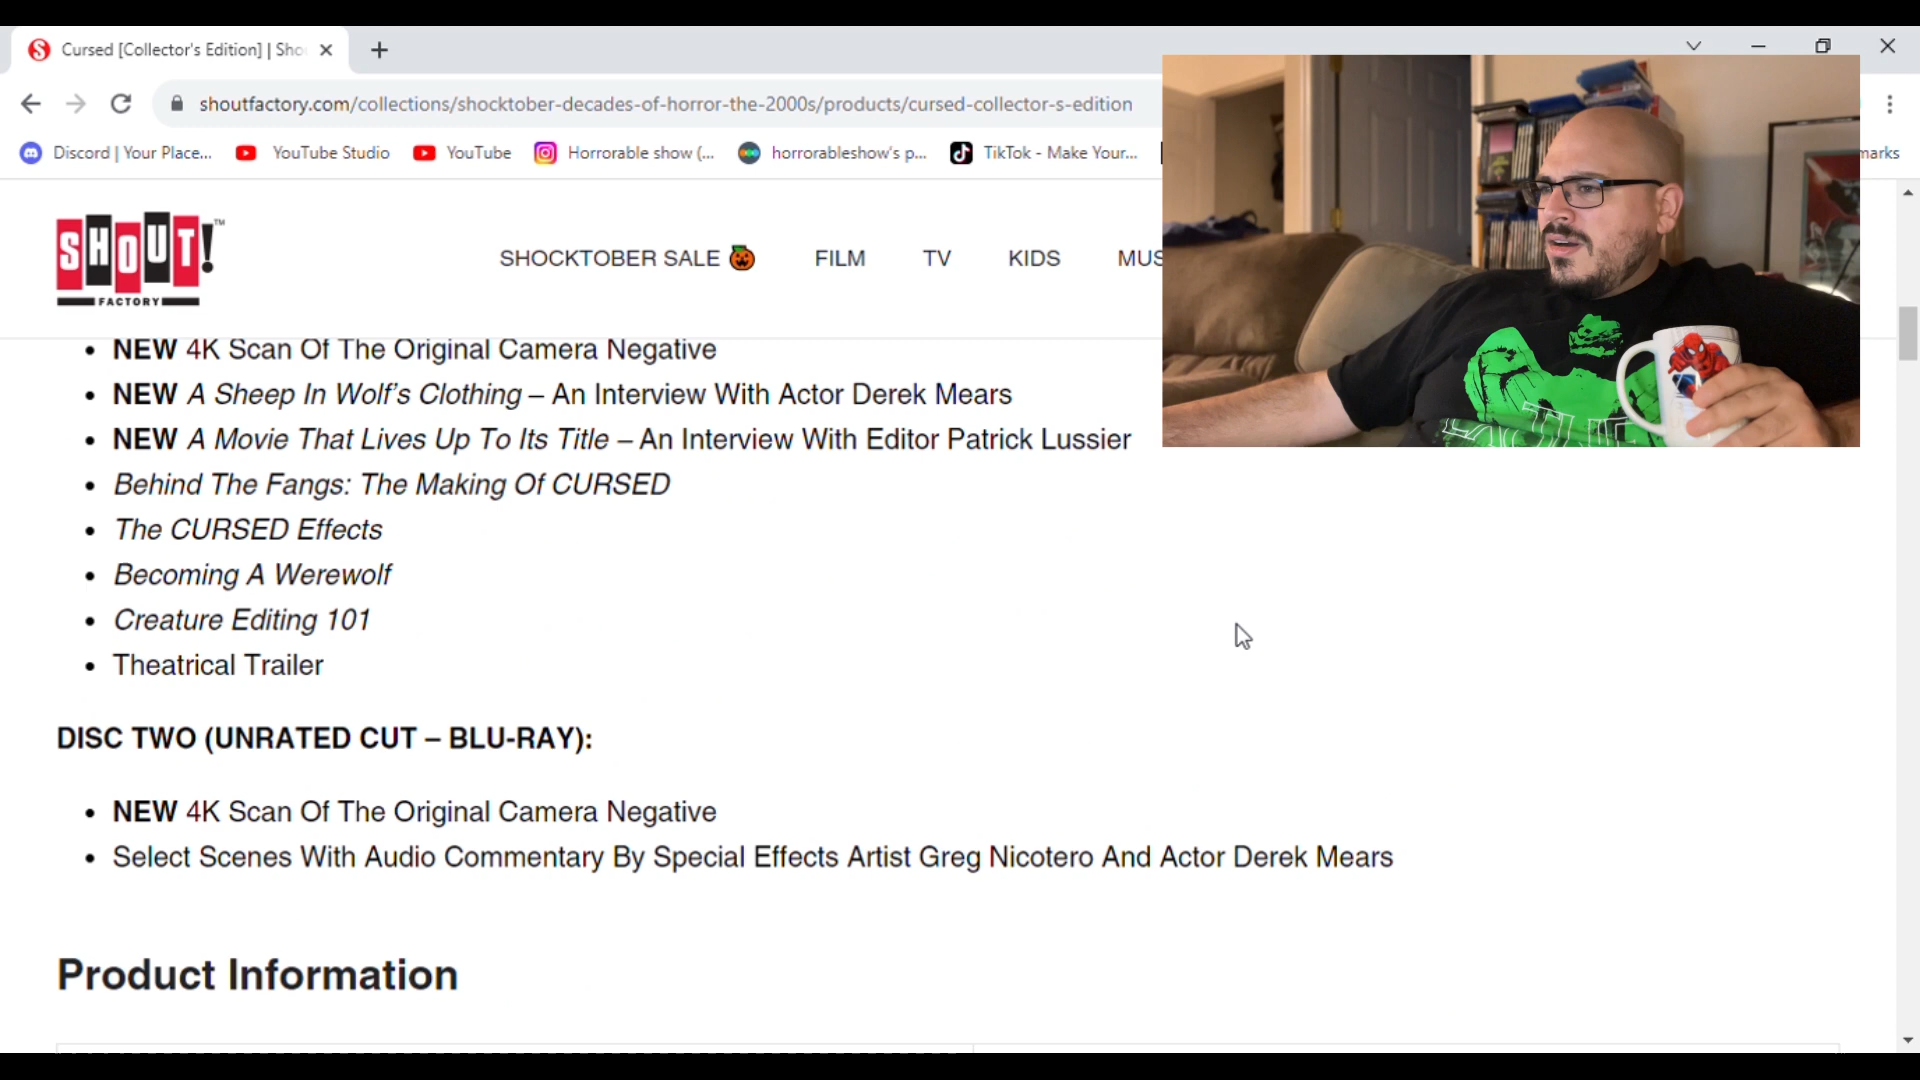 Cursed [Collector's Edition] | Sho
shoutfactory.com/collections/shocktober-decades-of-horror-the-2000s/products/cursed-collector-s-edition
Discord | Your Place...
YouTube Studio
YouTube
Horrorable show (...
horrorableshow's p...
TikTok - Make Your...
marks
SHOUT!™
FACTORY
SHOCKTOBER SALE 🎃
FILM
TV
KIDS
MUS
• NEW 4K Scan Of The Original Camera Negative
• NEW A Sheep In Wolf's Clothing – An Interview With Actor Derek Mears
• NEW A Movie That Lives Up To Its Title – An Interview With Editor Patrick Lussier
• Behind The Fangs: The Making Of CURSED
• The CURSED Effects
• Becoming A Werewolf
• Creature Editing 101
• Theatrical Trailer
DISC TWO (UNRATED CUT – BLU-RAY):
• NEW 4K Scan Of The Original Camera Negative
• Select Scenes With Audio Commentary By Special Effects Artist Greg Nicotero And Actor Derek Mears
Product Information